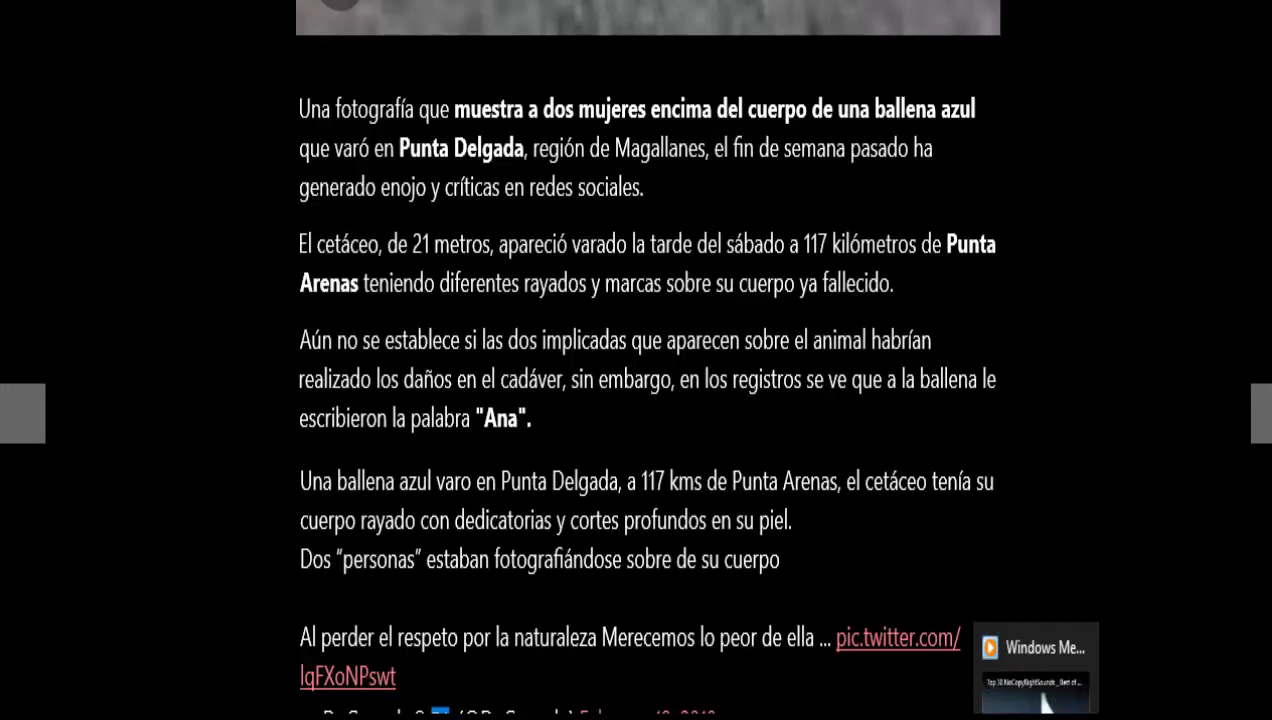 Una fotografía que muestra a dos mujeres encima del cuerpo de una ballena azul
que varó en Punta Delgada, región de Magallanes, el fin de semana pasado ha
generado enojo y críticas en redes sociales.
El cetáceo, de 21 metros, apareció varado la tarde del sábado a 117 kilómetros de Punta
Arenas teniendo diferentes rayados y marcas sobre su cuerpo ya fallecido.
Aún no se establece si las dos implicadas que aparecen sobre el animal habrían
realizado los daños en el cadáver, sin embargo, en los registros se ve que a la ballena le
escribieron la palabra "Ana".
Una ballena azul varo en Punta Delgada, a 117 kms de Punta Arenas, el cetáceo tenía su
cuerpo rayado con dedicatorias y cortes profundos en su piel.
Dos “personas” estaban fotografiándose sobre de su cuerpo
Al perder el respeto por la naturaleza Merecemos lo peor de ella ... pic.twitter.com/
lqFXoNPswt
Windows Me...
Top 30 NoCopyRightSounds _ Best of ...